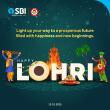 SBI
Light up your way to a prosperous future
filled with happiness and new beginnings.
HAPPY
LOHRI